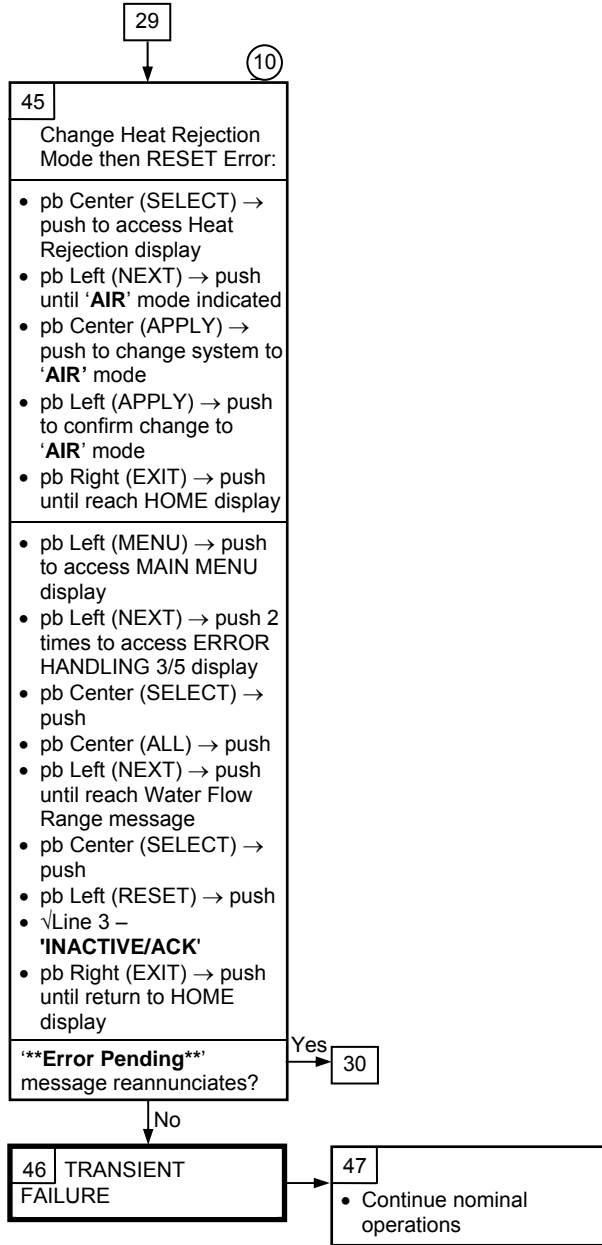 29
10
45
Change Heat Rejection
Mode then RESET Error:
• pb Center (SELECT) →
push to access Heat
Rejection display
• pb Left (NEXT) → push
until ‘AIR’ mode indicated
• pb Center (APPLY) →
push to change system to
‘AIR’ mode
• pb Left (APPLY) → push
to confirm change to
‘AIR’ mode
• pb Right (EXIT) → push
until reach HOME display
• pb Left (MENU) → push
to access MAIN MENU
display
• pb Left (NEXT) → push 2
times to access ERROR
HANDLING 3/5 display
• pb Center (SELECT) →
push
• pb Center (ALL) → push
• pb Left (NEXT) → push
until reach Water Flow
Range message
• pb Center (SELECT) →
push
• pb Left (RESET) → push
• √Line 3 –
'INACTIVE/ACK'
• pb Right (EXIT) → push
until return to HOME
display
‘**Error Pending**’
message reannunciates?
Yes
30
No
46 TRANSIENT
FAILURE
47
• Continue nominal
operations